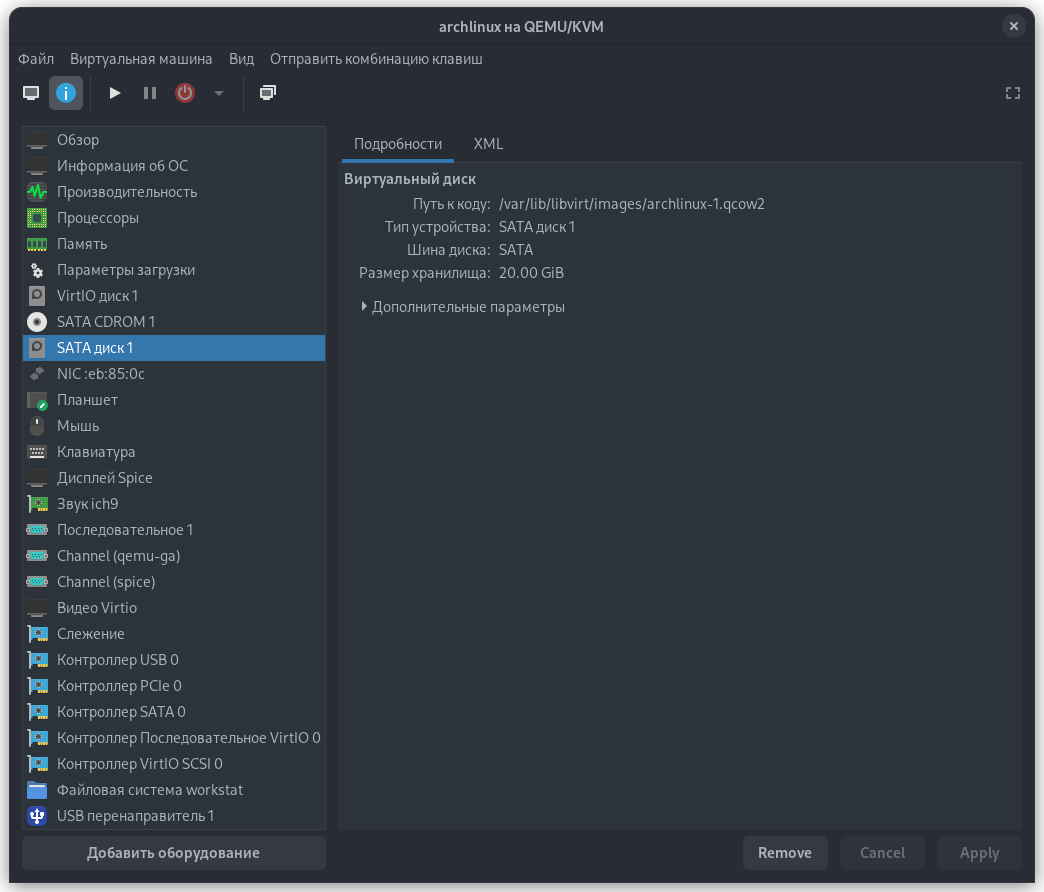 archlinux на QEMU/KVM
Файл Виртуальная машина Вид Отправить комбинацию клавиш
Обзор
Информация об ОС
Производительность
Процессоры
Память
Параметры загрузки
VirtIO диск 1
SATA CDROM 1
SATA диск 1
NIC :eb:85:0c
Планшет
Мышь
Клавиатура
Дисплей Spice
Звук ich9
Последовательное 1
Channel (qemu-ga)
Channel (spice)
Видео Virtio
Слежение
Контроллер USB 0
Контроллер PCIe 0
Контроллер SATA 0
Контроллер Последовательное VirtIO 0
Контроллер VirtIO SCSI 0
Файловая система workstat
USB перенаправитель 1
Добавить оборудование
Подробности XML
Виртуальный диск
Путь к коду: /var/lib/libvirt/images/archlinux-1.qcow2
Тип устройства: SATA диск 1
Шина диска: SATA
Размер хранилища: 20.00 GiB
Дополнительные параметры
Remove Cancel Apply